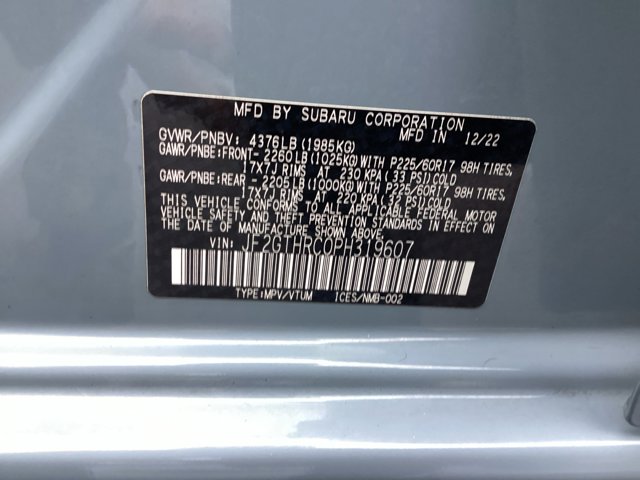 MFD BY SUBARU CORPORATION
GVWR/PNBV: 4376LB(1985KG) MFD IN 12/22
GAWR/PNBE:FRONT-2260LB(1025KG)WITH P225/60R17 98H TIRES,
17X7J RIMS AT 230 KPA(33 PSI)COLD
GAWR/PNBE:REAR -2205LB(1000KG)WITH P225/60R17 98H TIRES,
17X7J RIMS AT 220 KPA(32 PSI)COLD
THIS VEHICLE CONFORMS TO ALL APPLICABLE FEDERAL MOTOR
VEHICLE SAFETY AND THEFT PREVENTION STANDARDS IN EFFECT ON
THE DATE OF MANUFACTURE SHOWN ABOVE.
VIN: JF2GTHRC0PH319607
TYPE:MPV/VTUM ICES/NMB-002